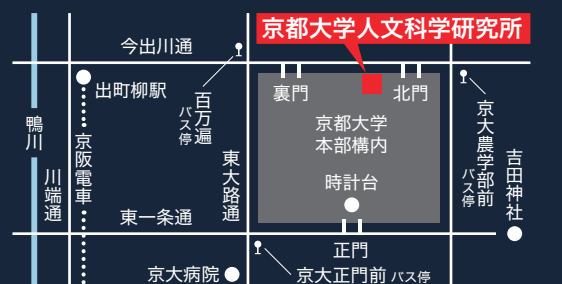 京都大学人文科学研究所
今出川通
出町柳駅
百万遍
バス停
裏門
北門
京都大学
本部構内
時計台
鴨川
川端通
京阪電車
東大路通
京大農学部前
バス停
吉田神社
東一条通
正門
京大病院
京大正門前 バス停